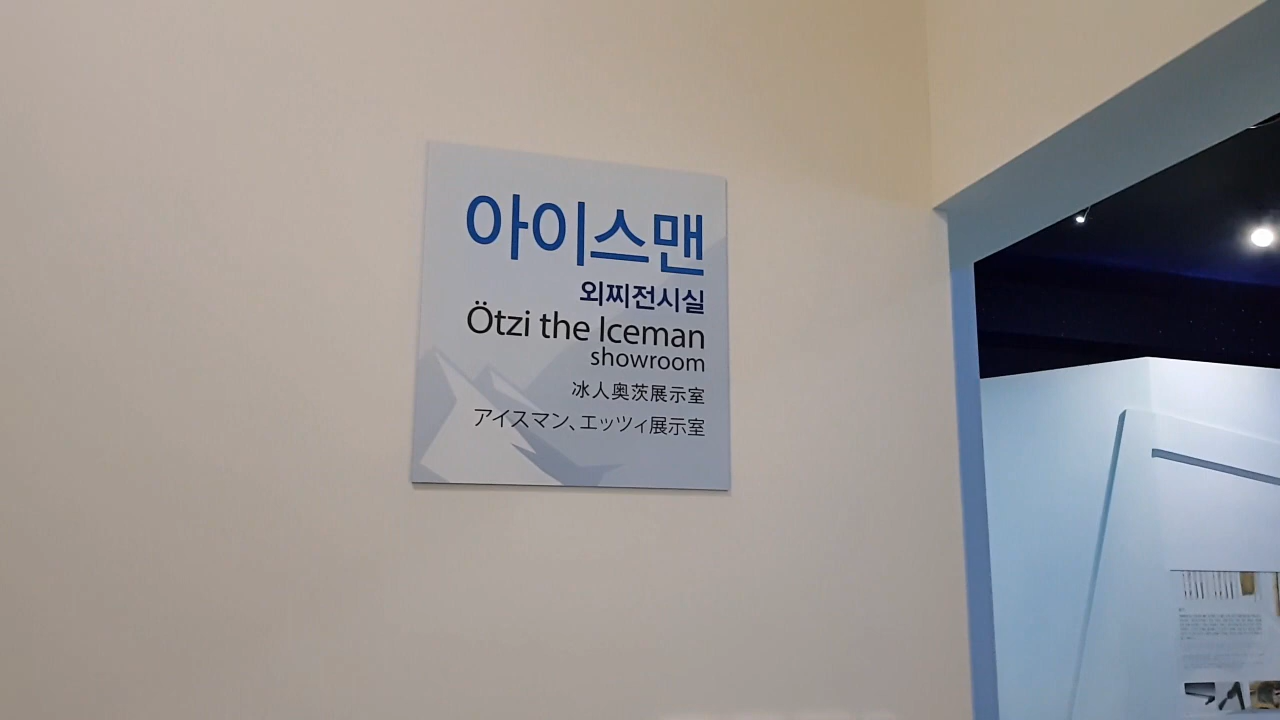 아이스맨
외찌전시실
Ötzi the Iceman
showroom
冰人奥茨展示室
アイスマン、エッツィ展示室